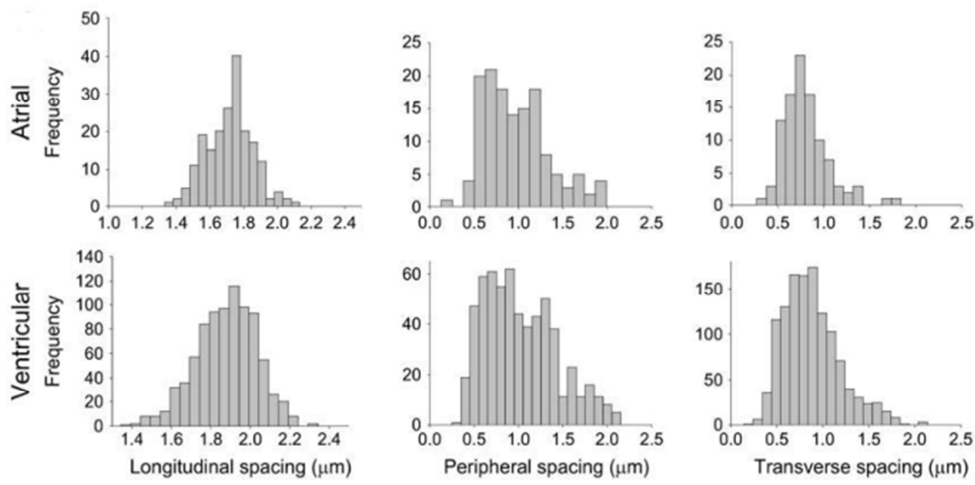 Atrial
Frequency
50
40
30
20
10
0
1.0 1.2 1.4 1.6 1.8 2.0 2.2 2.4
25
20
15
10
5
0
0.0 0.5 1.0 1.5 2.0 2.5
25
20
15
10
5
0
0.0 0.5 1.0 1.5 2.0 2.5
Ventricular
Frequency
140
120
100
80
60
40
20
0
1.4 1.6 1.8 2.0 2.2 2.4
Longitudinal spacing (μm)
60
40
20
0
0.0 0.5 1.0 1.5 2.0 2.5
Peripheral spacing (μm)
150
100
50
0
0.0 0.5 1.0 1.5 2.0 2.5
Transverse spacing (μm)